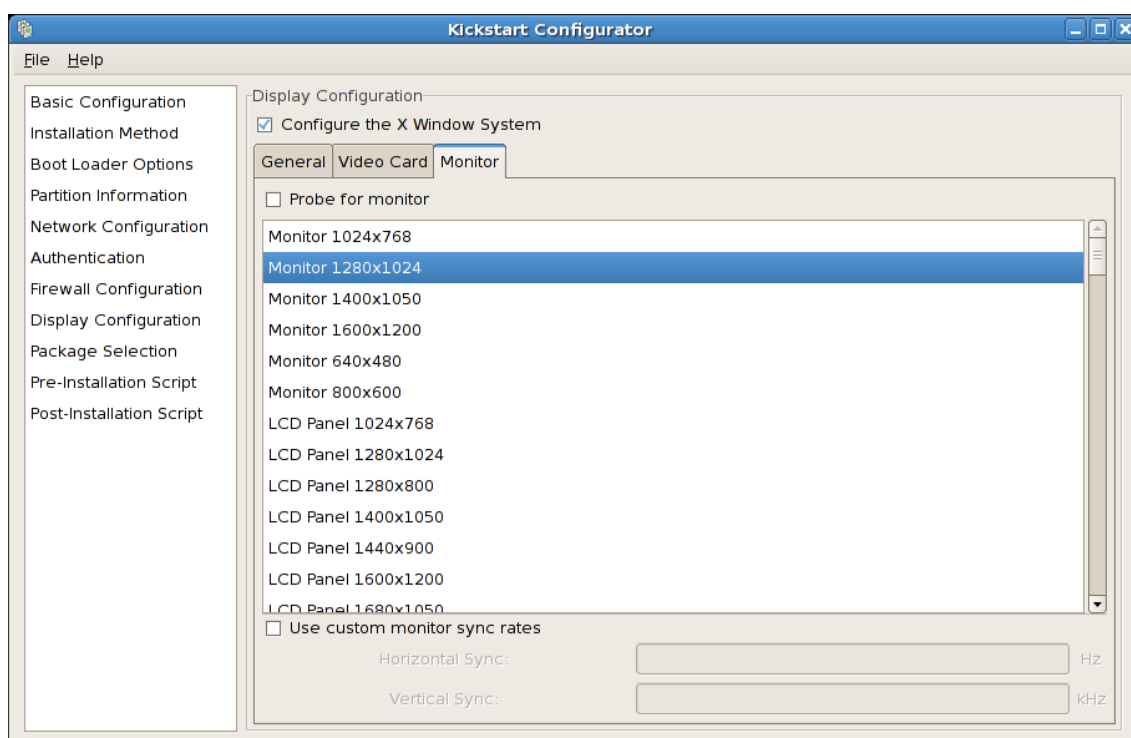 Kickstart Configurator
File Help
Basic Configuration
Installation Method
Boot Loader Options
Partition Information
Network Configuration
Authentication
Firewall Configuration
Display Configuration
Package Selection
Pre-Installation Script
Post-Installation Script
Display Configuration
Configure the X Window System
General Video Card Monitor
Probe for monitor
Monitor 1024x768
Monitor 1280x1024
Monitor 1400x1050
Monitor 1600x1200
Monitor 640x480
Monitor 800x600
LCD Panel 1024x768
LCD Panel 1280x1024
LCD Panel 1280x800
LCD Panel 1400x1050
LCD Panel 1440x900
LCD Panel 1600x1200
LCD Panel 1680x1050
Use custom monitor sync rates
Horizontal Sync: Hz
Vertical Sync: kHz